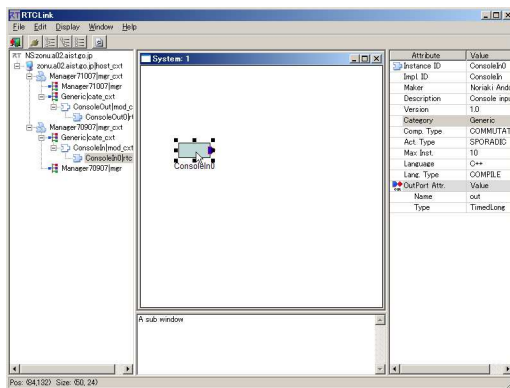 RTCLink
File Edit Display Window Help
NS:zonu.a02.aist.go.jp
zonu.a02.aist.go.jp|host_cxt
Manager71007|mgr_cxt
Manager71007|mgr
Generic|cate_cxt
ConsoleOut|mod_c
ConsoleOut0|rt
Manager70907|mgr_cxt
Generic|cate_cxt
ConsoleIn|mod_cxt
ConsoleIn0|rtc
Manager70907|mgr
System: 1
ConsoleIn0
A sub window
Attribute Value
Instance ID ConsoleIn0
Impl. ID ConsoleIn
Maker Noriaki Ando
Description Console inpu
Version 1.0
Category Generic
Comp. Type COMMUTAT
Act. Type SPORADIC
Max Inst. 10
Language C++
Lang. Type COMPILE
OutPort Attr. Value
Name out
Type TimedLong
Pos: (84,132) Size: (50, 24)